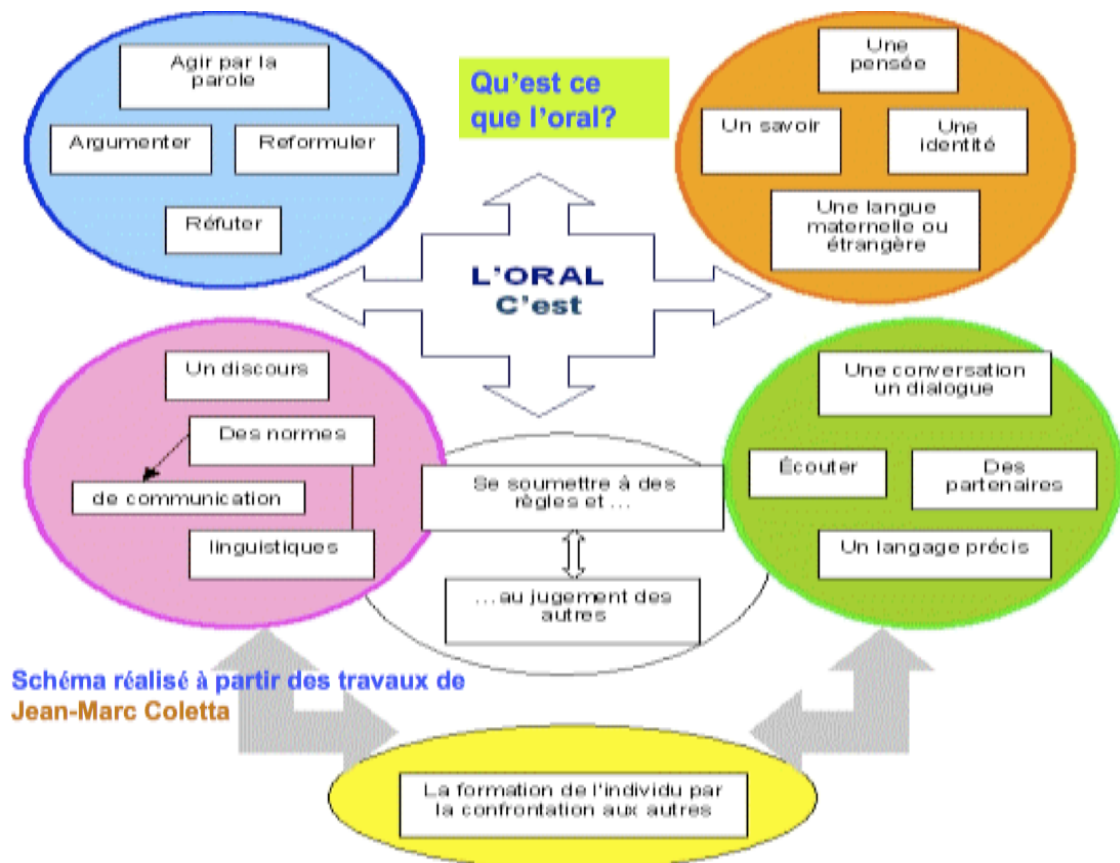 Agir par la
parole
Argumenter
Reformuler
Réfuter
Qu'est ce
que l'oral?
Une
pensée
Un savoir
Une
identité
Une langue
maternelle ou
étrangère
L'ORAL
C'est
Un discours
Des normes
de communication
linguistiques
Se soumettre à des
règles et ...
...au jugement des
autres
Une conversation
un dialogue
Écouter
Des
partenaires
Un langage précis
Schéma réalisé à partir des travaux de
Jean-Marc Coletta
La formation de l'individu par
la confrontation aux autres